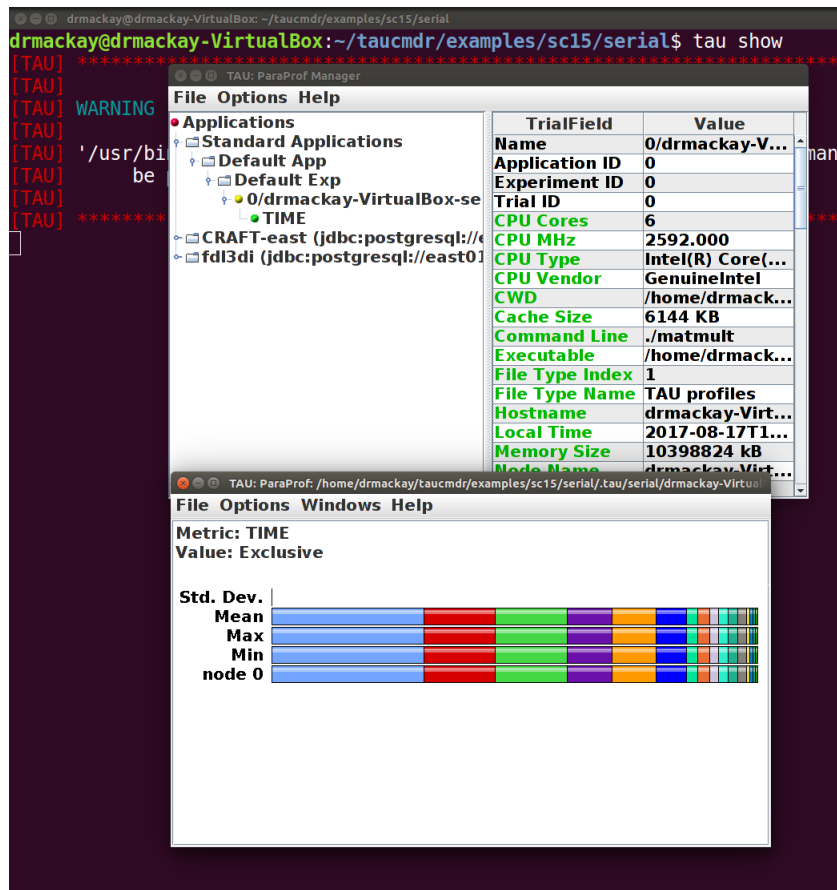 drmackay@drmackay-VirtualBox: ~/taucmdr/examples/sc15/serial
drmackay@drmackay-VirtualBox:~/taucmdr/examples/sc15/serial$ tau show
[TAU] ********************************************************************
[TAU]
[TAU] WARNING
[TAU]
[TAU] '/usr/bi
[TAU] be
[TAU]
[TAU] ********
TAU: ParaProf Manager
File Options Help
Applications
Standard Applications
Default App
Default Exp
0/drmackay-VirtualBox-se
TIME
CRAFT-east (jdbc:postgresql://e
fdl3di (jdbc:postgresql://east01
TrialField Value
Name 0/drmackay-V...
Application ID 0
Experiment ID 0
Trial ID 0
CPU Cores 6
CPU MHz 2592.000
CPU Type Intel(R) Core(...
CPU Vendor GenuineIntel
CWD /home/drmack...
Cache Size 6144 KB
Command Line ./matmult
Executable /home/drmack...
File Type Index 1
File Type Name TAU profiles
Hostname drmackay-Virt...
Local Time 2017-08-17T1...
Memory Size 10398824 kB
Node Name drmackay-Virt...
man
TAU: ParaProf: /home/drmackay/taucmdr/examples/sc15/serial/.tau/serial/drmackay-Virtual
File Options Windows Help
Metric: TIME
Value: Exclusive
Std. Dev.
Mean
Max
Min
node 0